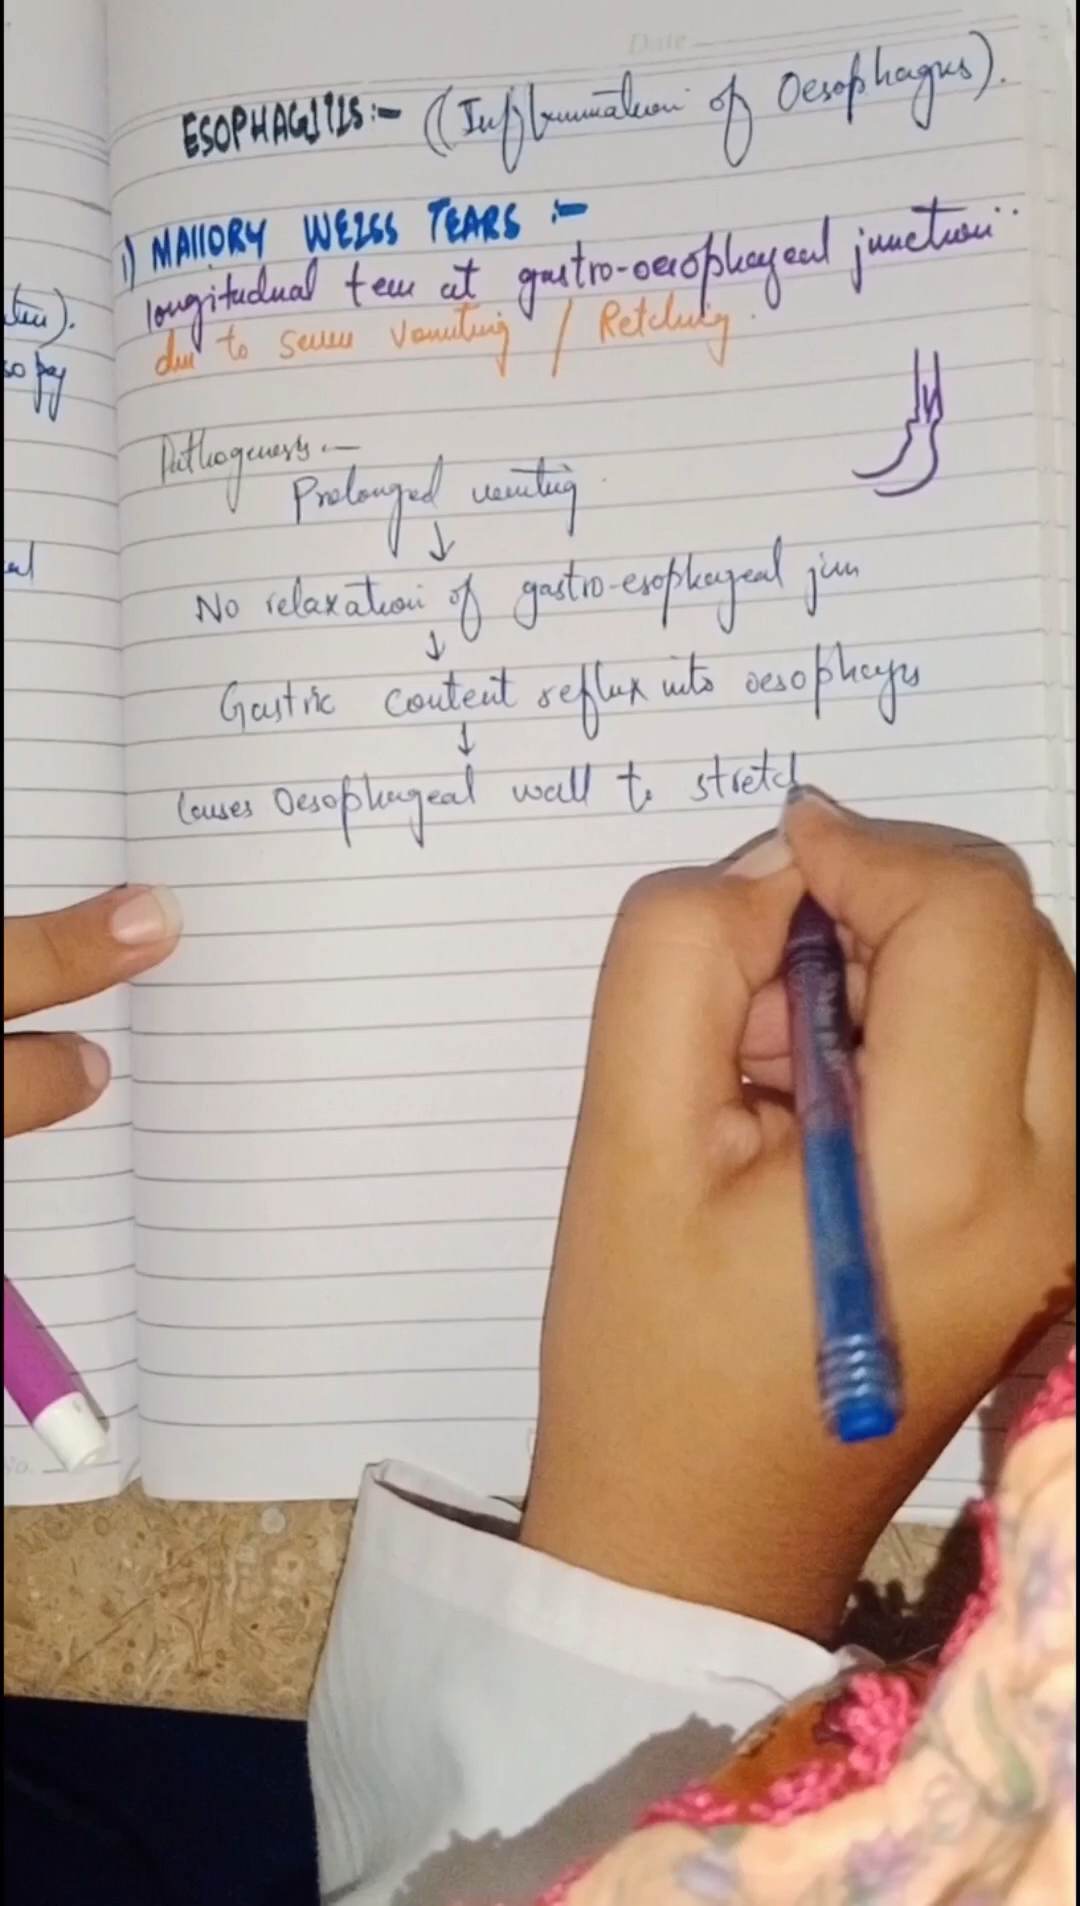 Date
ESOPHAGITIS:- (Inflammation of Oesophagus).
1) MALLORY WEISS TEARS :-
longitudual tear at gastro-oesophageal junction
due to severe vomiting / Retching.
Pathogenesis:-
Prolonged vomiting
↓
No relaxation of gastro-esophageal jun
↓
Gastric content reflux into oesophagus
↓
Causes Oesophageal wall to stretch